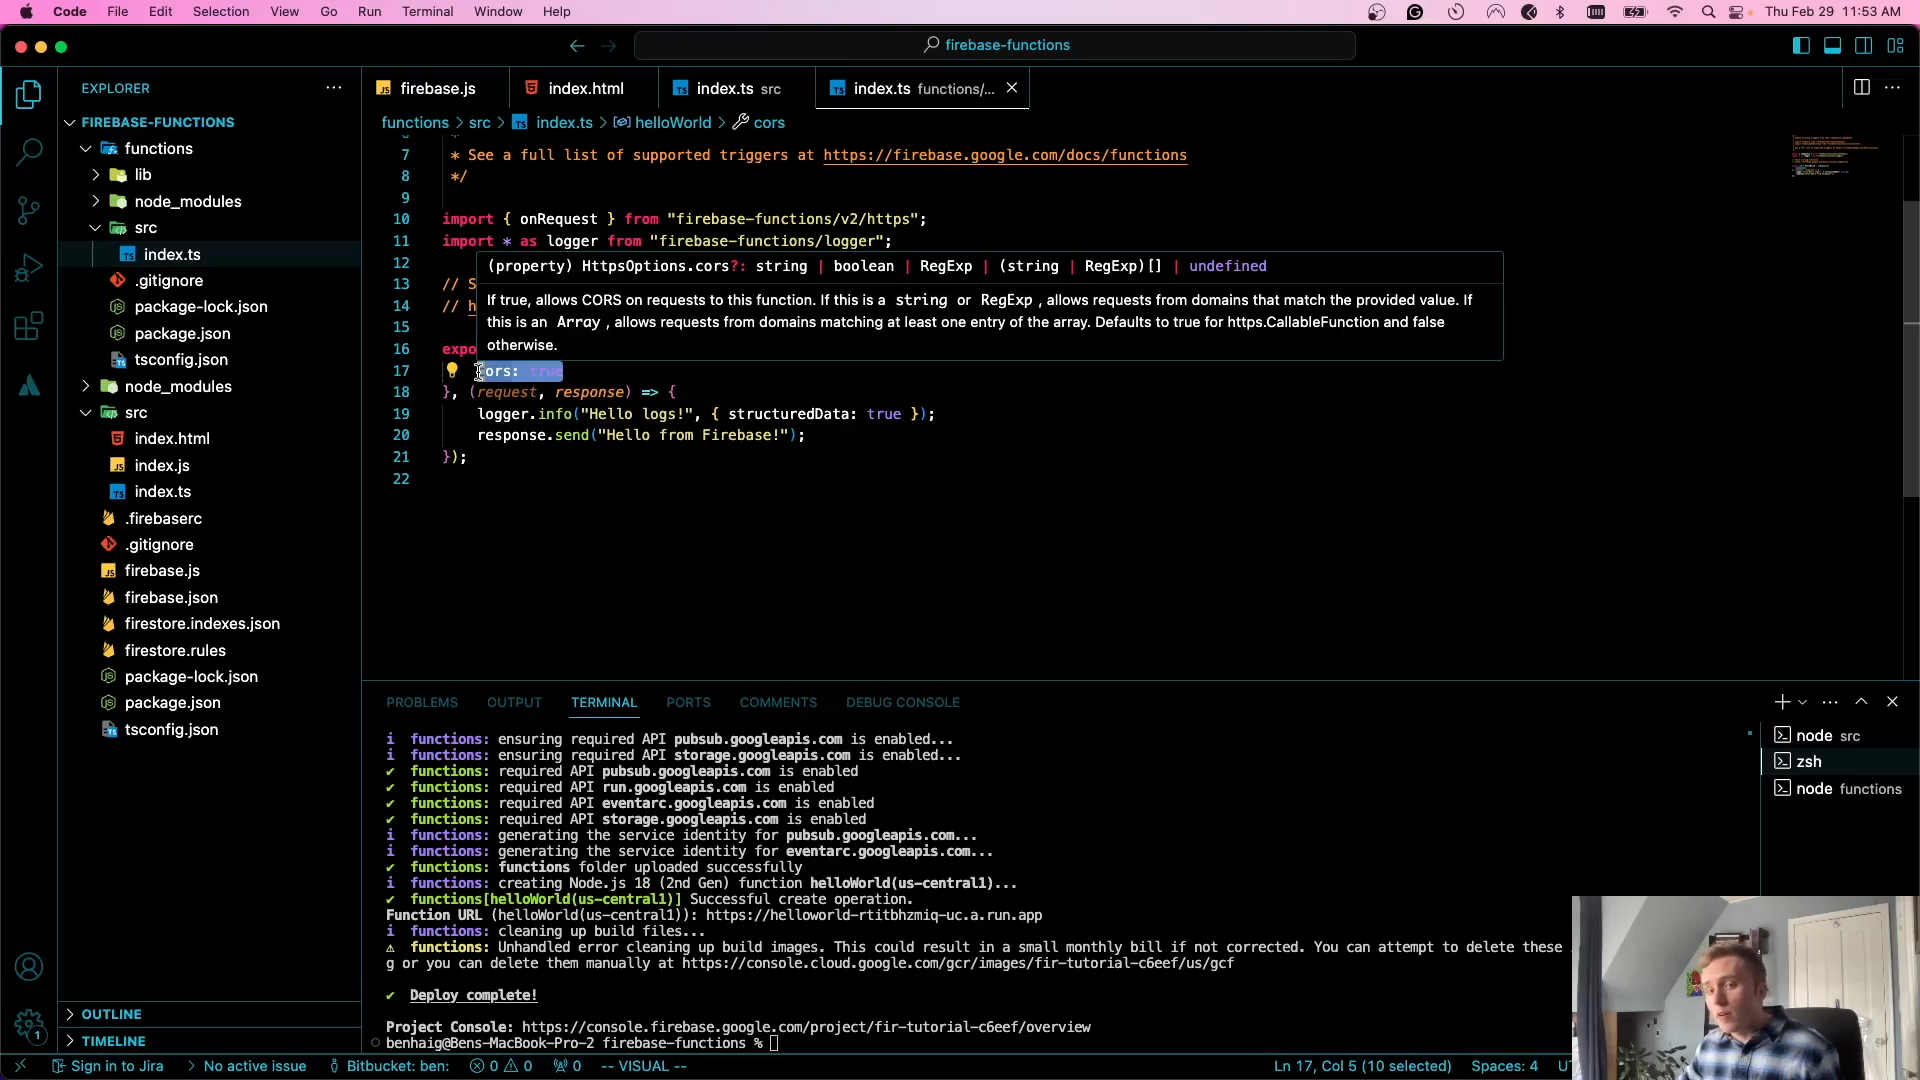 Code File Edit Selection View Go Run Terminal Window Help Thu Feb 29 11:53 AM
firebase-functions
EXPLORER
firebase.js index.html index.ts src index.ts functions/...
FIREBASE-FUNCTIONS
functions > src > index.ts > helloWorld > cors
functions
lib
node_modules
src
index.ts
.gitignore
package-lock.json
package.json
tsconfig.json
node_modules
src
index.html
index.js
index.ts
.firebaserc
.gitignore
firebase.js
firebase.json
firestore.indexes.json
firestore.rules
package-lock.json
package.json
tsconfig.json
OUTLINE
TIMELINE
7 * See a full list of supported triggers at https://firebase.google.com/docs/functions
8 */
9
10 import { onRequest } from "firebase-functions/v2/https";
11 import * as logger from "firebase-functions/logger";
12
(property) HttpsOptions.cors?: string | boolean | RegExp | (string | RegExp)[] | undefined
13 // S
If true, allows CORS on requests to this function. If this is a string or RegExp , allows requests from domains that match the provided value. If
14 // h
this is an Array , allows requests from domains matching at least one entry of the array. Defaults to true for https.CallableFunction and false
15
otherwise.
16 expo
17 cors: true
18 }, (request, response) => {
19 logger.info("Hello logs!", { structuredData: true });
20 response.send("Hello from Firebase!");
21 });
22
PROBLEMS OUTPUT TERMINAL PORTS COMMENTS DEBUG CONSOLE
node src
zsh
node functions
i functions: ensuring required API pubsub.googleapis.com is enabled...
i functions: ensuring required API storage.googleapis.com is enabled...
✔ functions: required API pubsub.googleapis.com is enabled
✔ functions: required API run.googleapis.com is enabled
✔ functions: required API eventarc.googleapis.com is enabled
✔ functions: required API storage.googleapis.com is enabled
i functions: generating the service identity for pubsub.googleapis.com...
i functions: generating the service identity for eventarc.googleapis.com...
✔ functions: functions folder uploaded successfully
i functions: creating Node.js 18 (2nd Gen) function helloWorld(us-central1)...
✔ functions[helloWorld(us-central1)] Successful create operation.
Function URL (helloWorld(us-central1)): https://helloworld-rtitbhzmiq-uc.a.run.app
i functions: cleaning up build files...
⚠ functions: Unhandled error cleaning up build images. This could result in a small monthly bill if not corrected. You can attempt to delete these
g or you can delete them manually at https://console.cloud.google.com/gcr/images/fir-tutorial-c6eef/us/gcf
✔ Deploy complete!
Project Console: https://console.firebase.google.com/project/fir-tutorial-c6eef/overview
benhaig@Bens-MacBook-Pro-2 firebase-functions %
1
Sign in to Jira No active issue Bitbucket: ben: 0 0 0 -- VISUAL -- Ln 17, Col 5 (10 selected) Spaces: 4 U